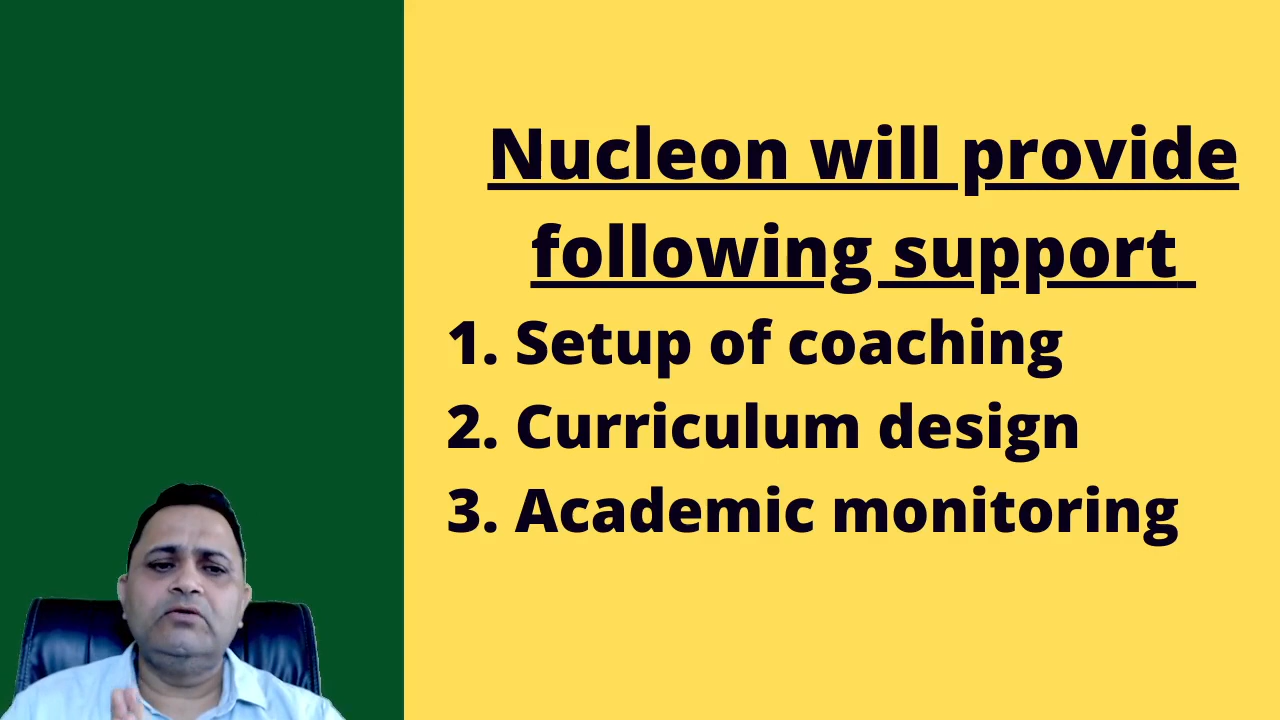 Nucleon will provide
following support
1. Setup of coaching
2. Curriculum design
3. Academic monitoring